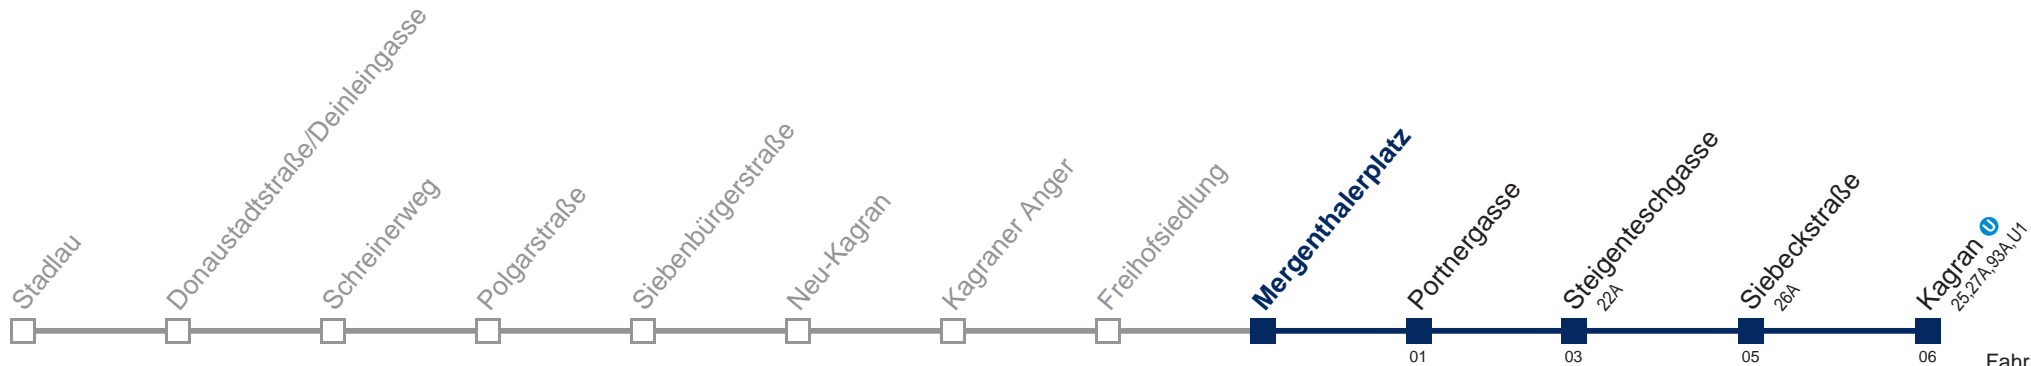 Stadlau
Donaustadtstraße/Deinleingasse
Schreinerweg
Polgarstraße
Siebenbürgerstraße
Neu-Kagran
Kagraner Anger
Freihofsiedlung
Mergenthalerplatz
Portnergasse
Steigenteschgasse
22A
Siebeckstraße
26A
Kagran U
25,27A,93A,U1
01
03
05
06
Fahr